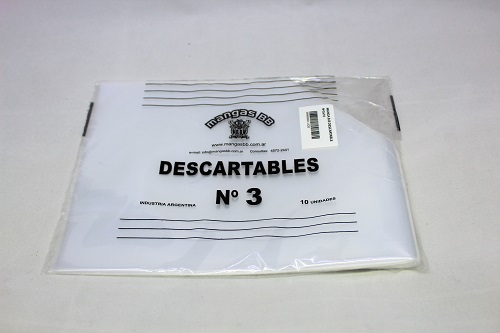 mangas BB
www.mangasbb.com.ar
DESCARTABLES
Nº 3
INDUSTRIA ARGENTINA
10 UNIDADES